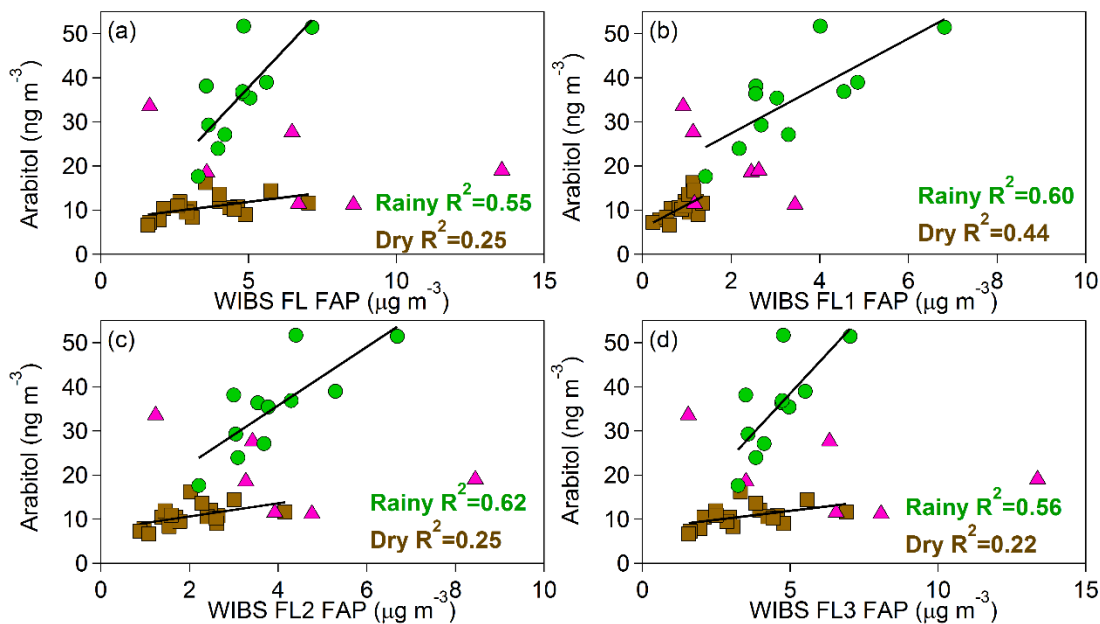 (a)
50
40
30
20
10
0
Arabitol (ng m⁻³)
Rainy R²=0.55
Dry R²=0.25
0 5 10 15
WIBS FL FAP (μg m⁻³)
(b)
50
40
30
20
10
0
Arabitol (ng m⁻³)
Rainy R²=0.60
Dry R²=0.44
0 2 4 6 8 10
WIBS FL1 FAP (μg m⁻³)
(c)
50
40
30
20
10
0
Arabitol (ng m⁻³)
Rainy R²=0.62
Dry R²=0.25
0 2 4 6 8 10
WIBS FL2 FAP (μg m⁻³)
(d)
50
40
30
20
10
0
Arabitol (ng m⁻³)
Rainy R²=0.56
Dry R²=0.22
0 5 10 15
WIBS FL3 FAP (μg m⁻³)